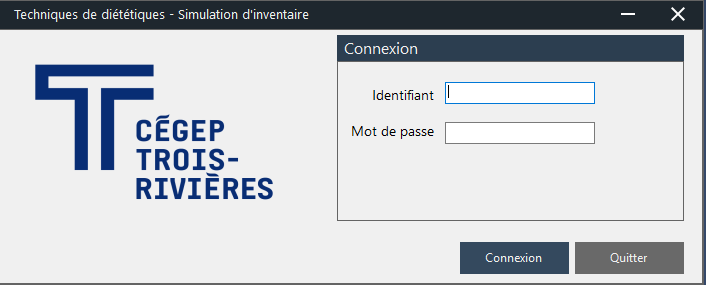 Techniques de diététiques - Simulation d'inventaire
CÉGEP
TROIS-
RIVIÈRES
Connexion
Identifiant
Mot de passe
Connexion
Quitter